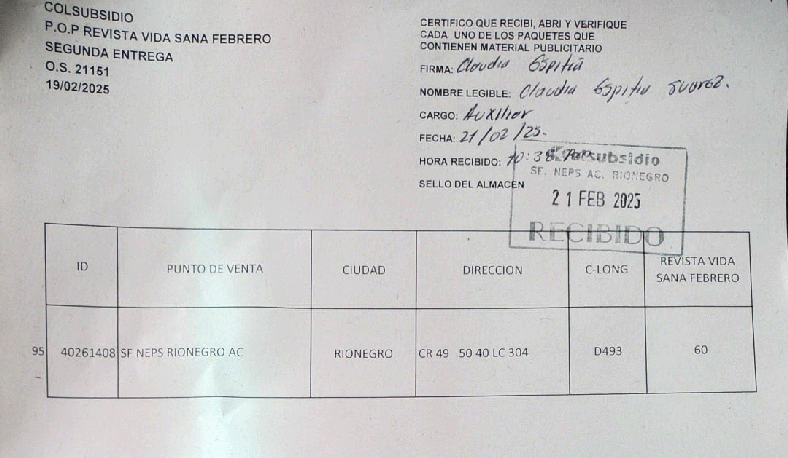 COLSUBSIDIO
P.O.P REVISTA VIDA SANA FEBRERO
SEGUNDA ENTREGA
O.S. 21151
19/02/2025
CERTIFICO QUE RECIBI, ABRI Y VERIFIQUE
CADA UNO DE LOS PAQUETES QUE
CONTIENEN MATERIAL PUBLICITARIO
FIRMA: Claudia Espitia
NOMBRE LEGIBLE: Claudia Espitia Suarez.
CARGO: Auxiliar
FECHA: 21/02/25.
HORA RECIBIDO: 10:38
SELLO DEL ALMACEN
Colsubsidio
SF. NEPS AC. RIONEGRO
21 FEB 2025
RECIBIDO
ID PUNTO DE VENTA CIUDAD DIRECCION C-LONG REVISTA VIDA SANA FEBRERO
95 40261408 SF NEPS RIONEGRO AC RIONEGRO CR 49 50 40 LC 304 D493 60